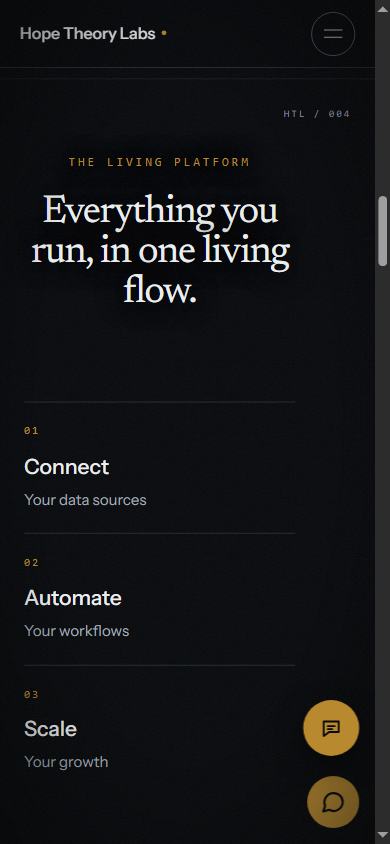 Hope Theory Labs
HTL / 004
THE LIVING PLATFORM
Everything you
run, in one living
flow.
01
Connect
Your data sources
02
Automate
Your workflows
03
Scale
Your growth